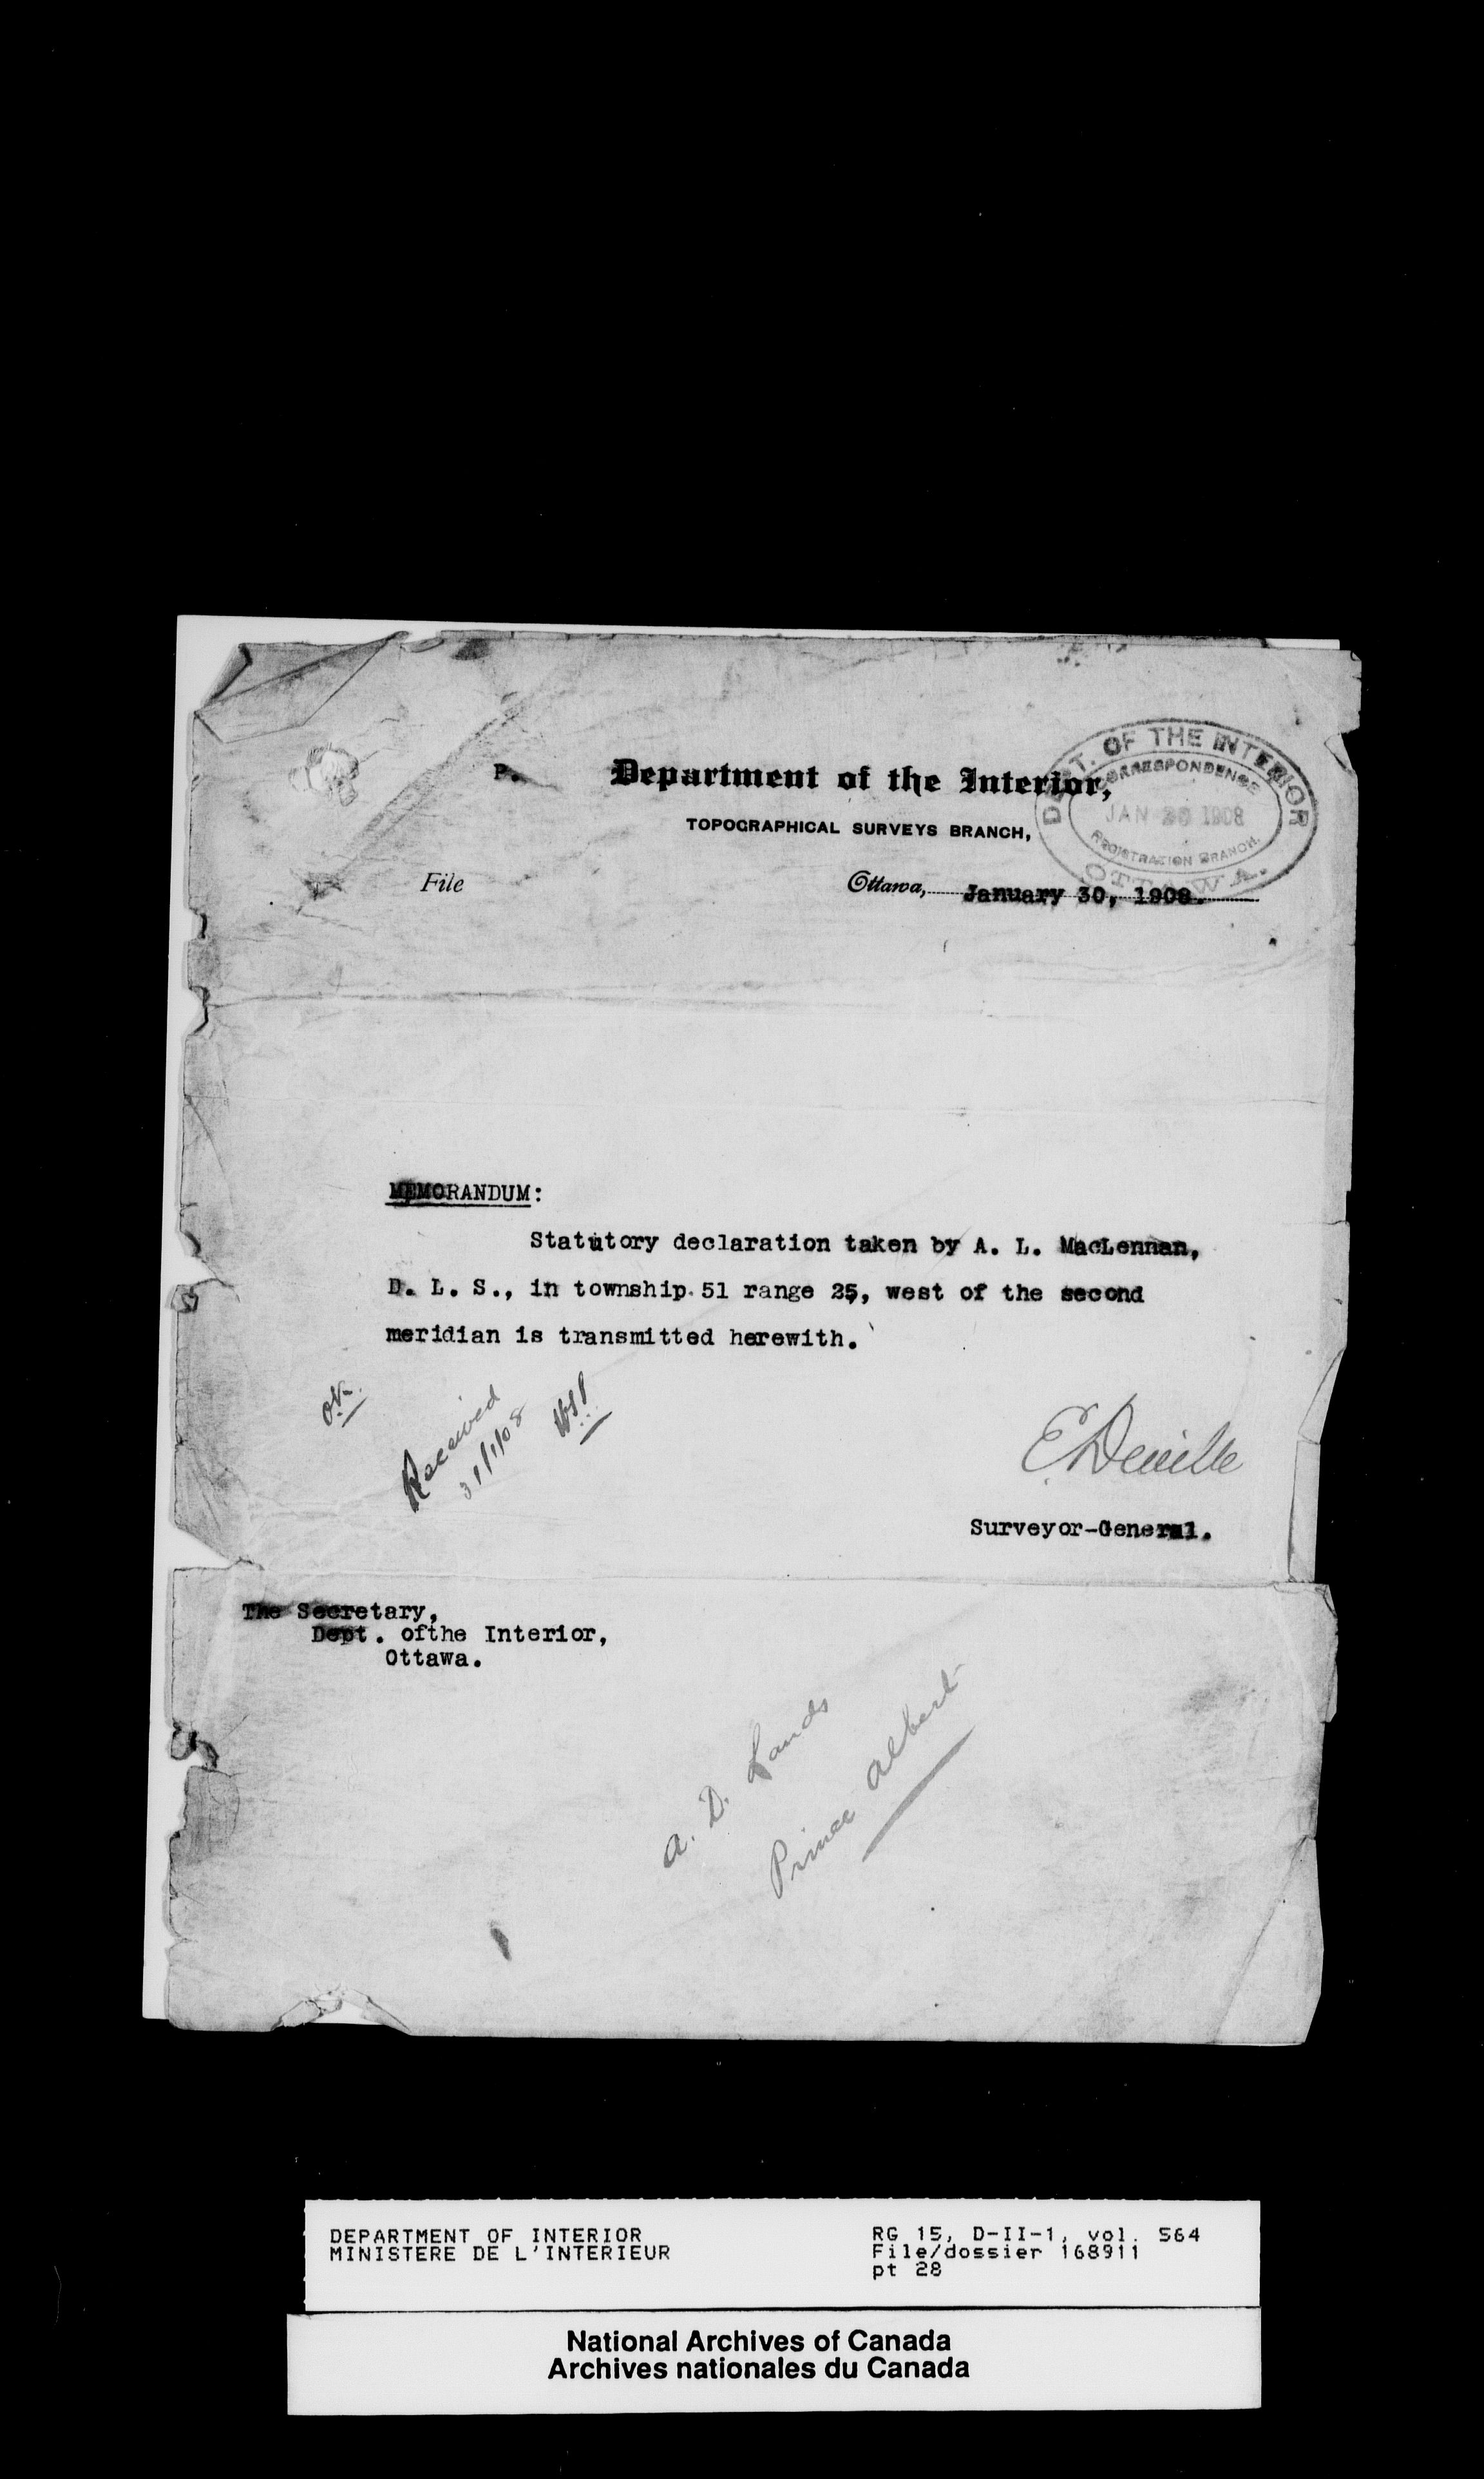 P.
Department of the Interior,
TOPOGRAPHICAL SURVEYS BRANCH,
DEPT. OF THE INTERIOR
CORRESPONDENCE
JAN 30 1908
REGISTRATION BRANCH.
OTTAWA.
File
Ottawa, January 30, 1908.
MEMORANDUM:
Statutory declaration taken by A. L. MacLennan,
D. L. S., in township 51 range 25, west of the second
meridian is transmitted herewith.
OK.
Received
31/1/08
E. Deville
Surveyor-General.
The Secretary,
Dept. ofthe Interior,
Ottawa.
A. D. Lands
Prince Albert
DEPARTMENT OF INTERIOR
MINISTERE DE L'INTERIEUR
RG 15, D-II-1, vol. 564
File/dossier 168911
pt 28
National Archives of Canada
Archives nationales du Canada